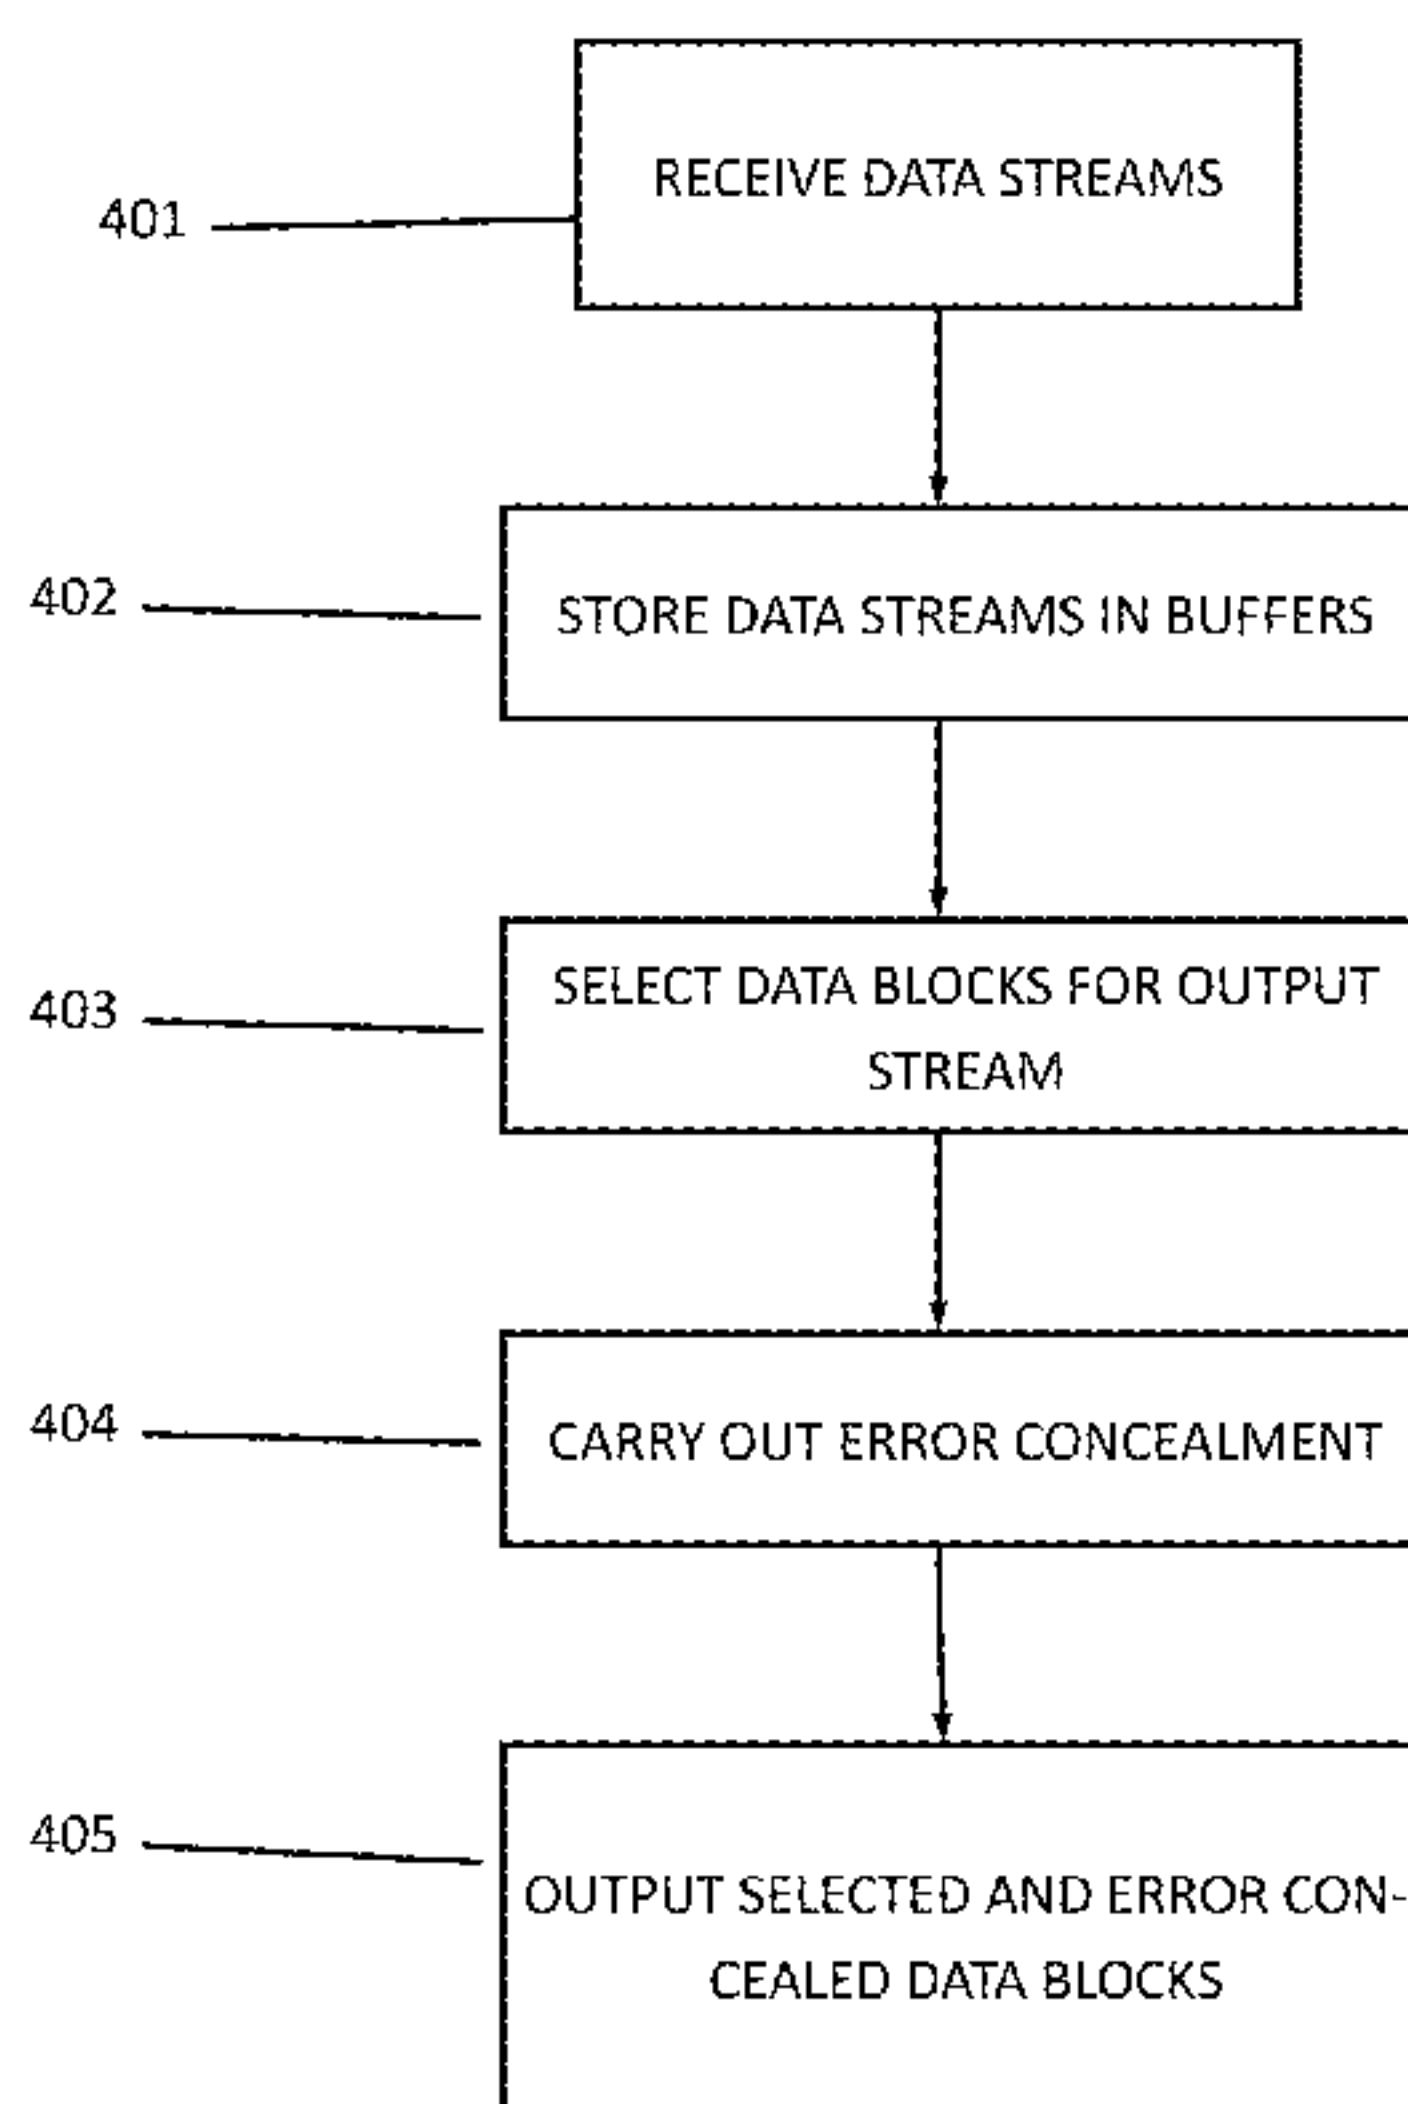 RECEIVE DATA STREAMS
401
402
STORE DATA STREAMS IN BUFFERS
SELECT DATA BLOCKS FOR OUTPUT
STREAM
403
404
CARRY OUT ERROR CONCEALMENT
405
OUTPUT SELECTED AND ERROR CON-
CEALED DATA BLOCKS